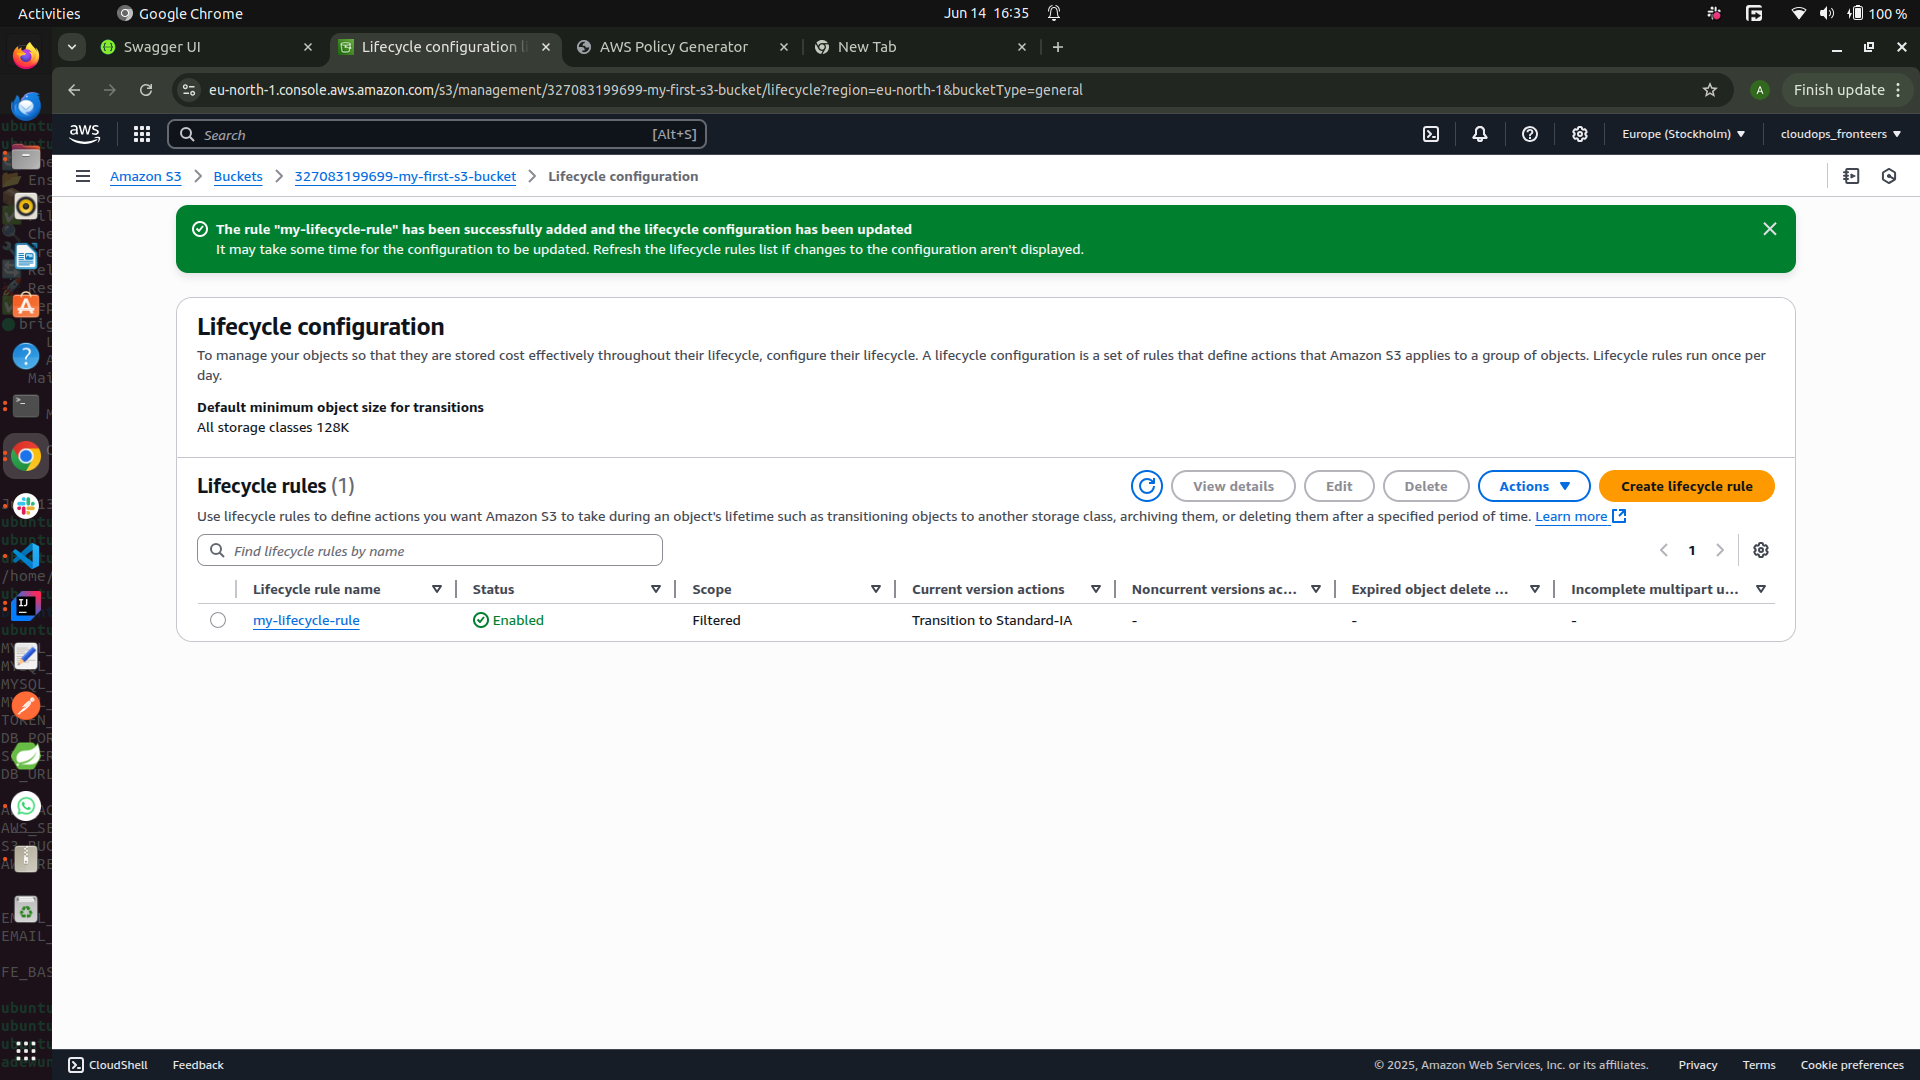 Activities
Google Chrome
Jun 14 16:35
100 %
Swagger UI
Lifecycle configuration
AWS Policy Generator
New Tab
eu-north-1.console.aws.amazon.com/s3/management/327083199699-my-first-s3-bucket/lifecycle?region=eu-north-1&bucketType=general
A
Finish update
aws
Search
[Alt+S]
Europe (Stockholm)
cloudops_fronteers
Amazon S3
Buckets
327083199699-my-first-s3-bucket
Lifecycle configuration
The rule "my-lifecycle-rule" has been successfully added and the lifecycle configuration has been updated
It may take some time for the configuration to be updated. Refresh the lifecycle rules list if changes to the configuration aren't displayed.
Lifecycle configuration
To manage your objects so that they are stored cost effectively throughout their lifecycle, configure their lifecycle. A lifecycle configuration is a set of rules that define actions that Amazon S3 applies to a group of objects. Lifecycle rules run once per
day.
Default minimum object size for transitions
All storage classes 128K
Lifecycle rules (1)
View details
Edit
Delete
Actions
Create lifecycle rule
Use lifecycle rules to define actions you want Amazon S3 to take during an object's lifetime such as transitioning objects to another storage class, archiving them, or deleting them after a specified period of time. Learn more
Find lifecycle rules by name
1
Lifecycle rule name
Status
Scope
Current version actions
Noncurrent versions ac...
Expired object delete ...
Incomplete multipart u...
my-lifecycle-rule
Enabled
Filtered
Transition to Standard-IA
-
-
-
CloudShell
Feedback
© 2025, Amazon Web Services, Inc. or its affiliates.
Privacy
Terms
Cookie preferences